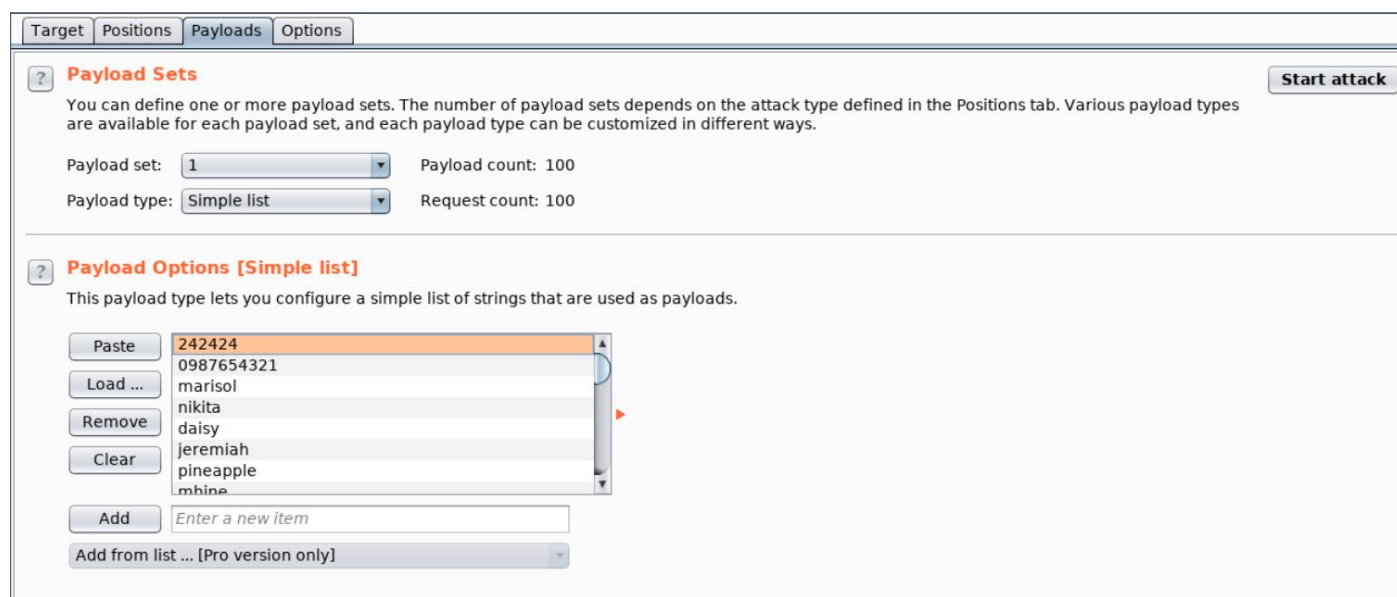 Target Positions Payloads Options
? Payload Sets Start attack
You can define one or more payload sets. The number of payload sets depends on the attack type defined in the Positions tab. Various payload types
are available for each payload set, and each payload type can be customized in different ways.
Payload set: 1 Payload count: 100
Payload type: Simple list Request count: 100
? Payload Options [Simple list]
This payload type lets you configure a simple list of strings that are used as payloads.
Paste
Load ...
Remove
Clear
242424
0987654321
marisol
nikita
daisy
jeremiah
pineapple
mhine
Add Enter a new item
Add from list ... [Pro version only]